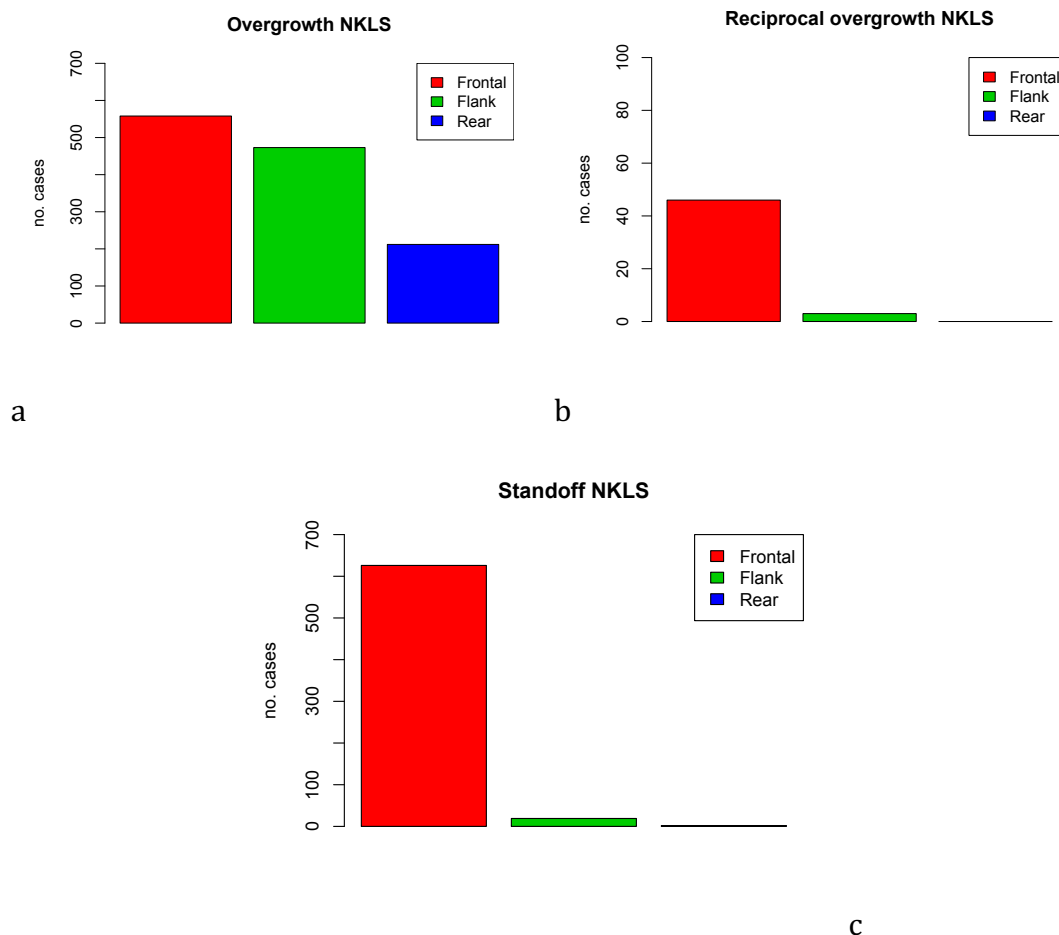 Overgrowth NKLS
no. cases
0
100
300
500
700
Frontal
Flank
Rear
a
Reciprocal overgrowth NKLS
no. cases
0
20
40
60
80
100
Frontal
Flank
Rear
b
Standoff NKLS
no. cases
0
100
300
500
700
Frontal
Flank
Rear
c